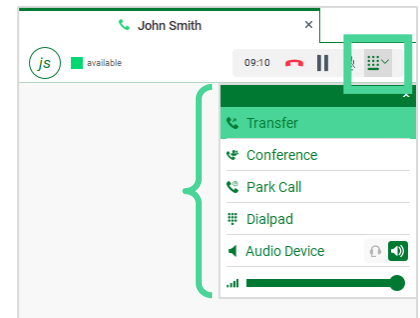 John Smith ×
js available 09:10
Transfer
Conference
Park Call
Dialpad
Audio Device